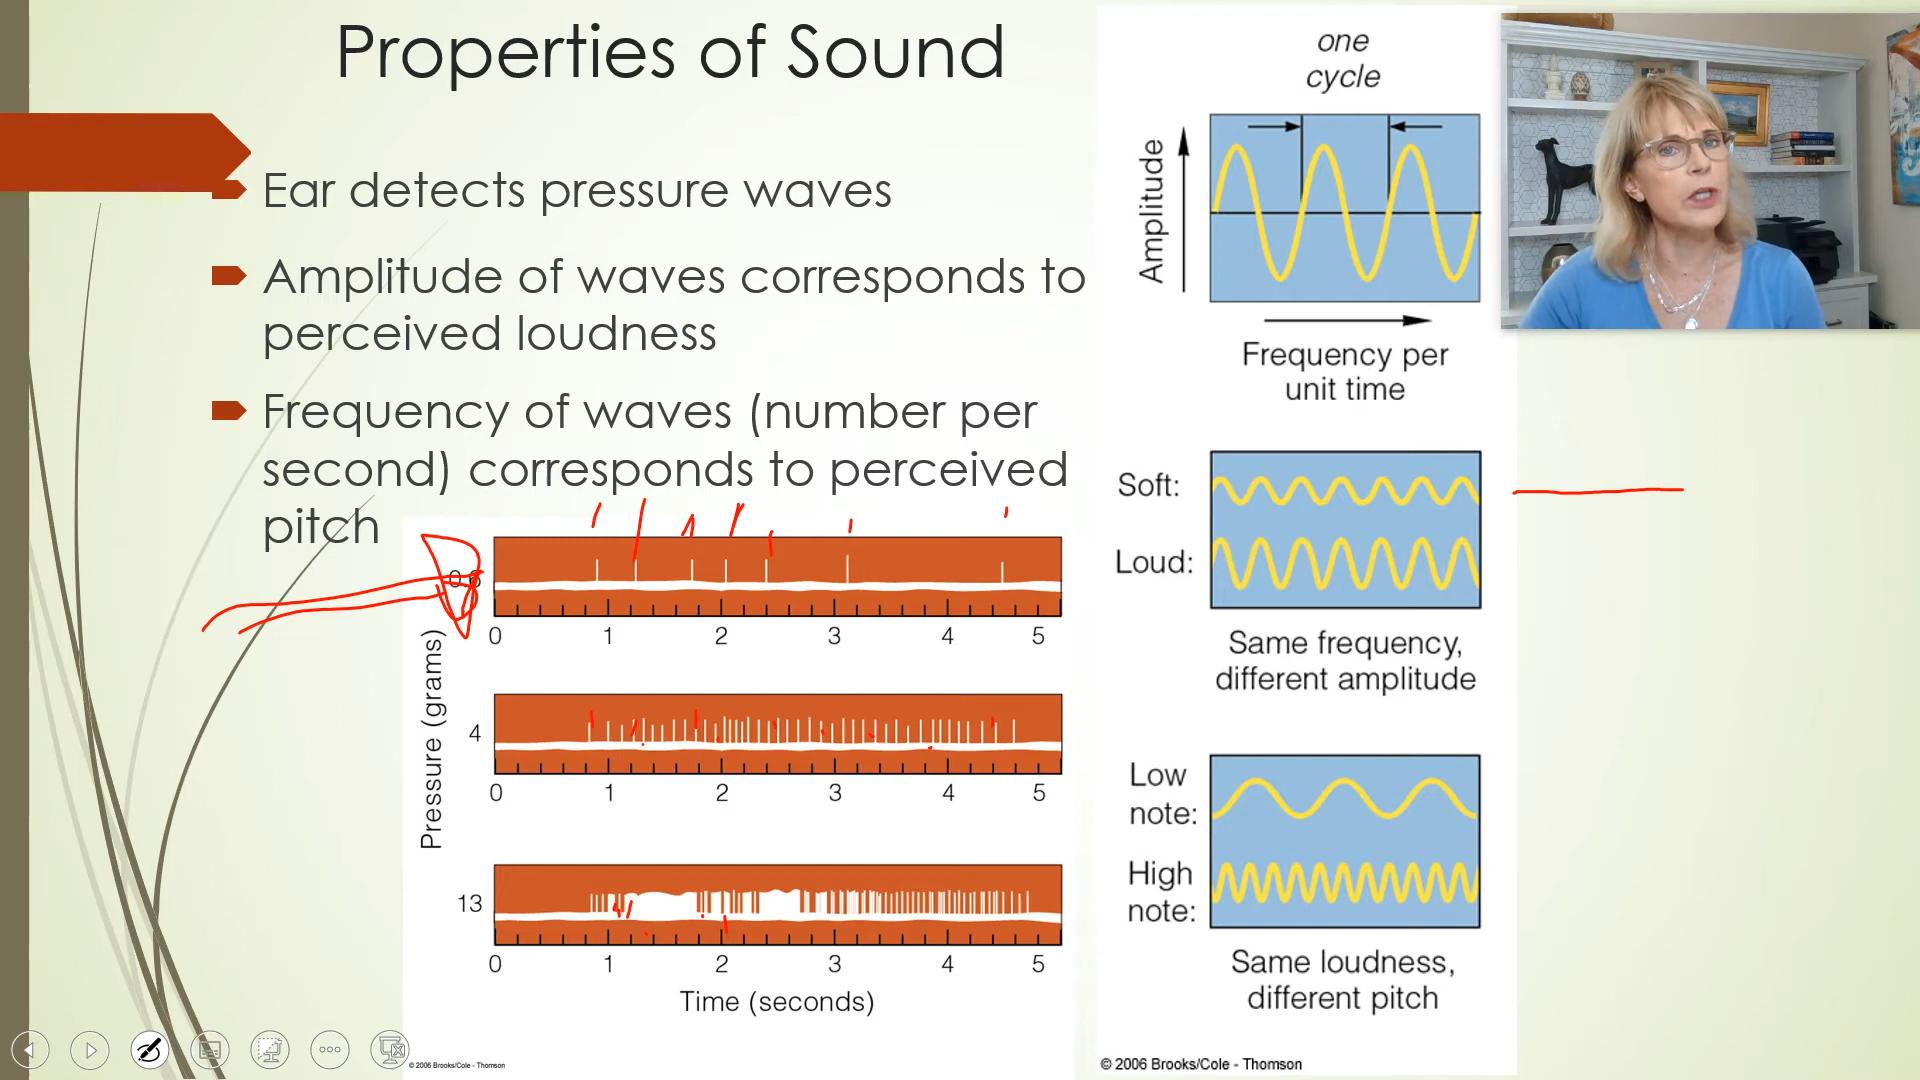 Properties of Sound
Ear detects pressure waves
Amplitude of waves corresponds to
perceived loudness
Frequency of waves (number per
second) corresponds to perceived
pitch
Pressure (grams)
0 1 2 3 4 5
4
0 1 2 3 4 5
13
0 1 2 3 4 5
Time (seconds)
© 2006 Brooks/Cole - Thomson
one
cycle
Amplitude
Frequency per
unit time
Soft:
Loud:
Same frequency,
different amplitude
Low
note:
High
note:
Same loudness,
different pitch
© 2006 Brooks/Cole - Thomson